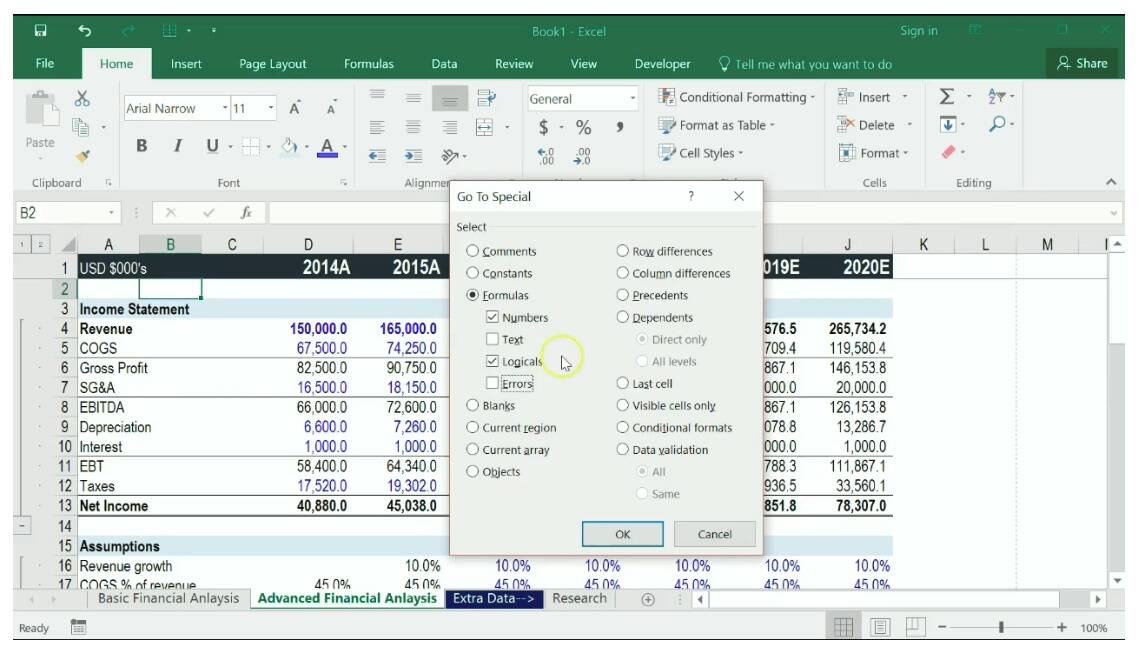 Book1 - Excel
Sign in
File Home Insert Page Layout Formulas Data Review View Developer Tell me what you want to do Share
Arial Narrow 11 A A General Conditional Formatting Insert
Paste B I U A $ % Format as Table Delete
Cell Styles Format
Clipboard Font Alignmen Cells Editing
B2 fx
Go To Special ? ×
Select
Comments Row differences
Constants Column differences
Formulas Precedents
Numbers Dependents
Text Direct only
Logicals All levels
Errors Last cell
Blanks Visible cells only
Current region Conditional formats
Current array Data validation
Objects All
Same
OK Cancel
1 2 A B C D E J K L M
1 USD $000's 2014A 2015A 019E 2020E
2
3 Income Statement
4 Revenue 150,000.0 165,000.0 576.5 265,734.2
5 COGS 67,500.0 74,250.0 709.4 119,580.4
6 Gross Profit 82,500.0 90,750.0 867.1 146,153.8
7 SG&A 16,500.0 18,150.0 000.0 20,000.0
8 EBITDA 66,000.0 72,600.0 867.1 126,153.8
9 Depreciation 6,600.0 7,260.0 078.8 13,286.7
10 Interest 1,000.0 1,000.0 000.0 1,000.0
11 EBT 58,400.0 64,340.0 788.3 111,867.1
12 Taxes 17,520.0 19,302.0 936.5 33,560.1
13 Net Income 40,880.0 45,038.0 851.8 78,307.0
14
15 Assumptions
16 Revenue growth 10.0% 10.0% 10.0% 10.0% 10.0% 10.0%
17 COGS % of revenue 45.0% 45.0% 45.0% 45.0% 45.0% 45.0% 45.0%
Basic Financial Anlaysis Advanced Financial Anlaysis Extra Data--> Research
Ready 100%